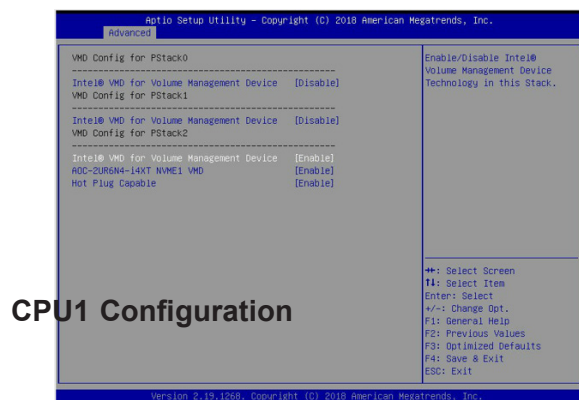 Aptio Setup Utility – Copyright (C) 2018 American Megatrends, Inc.
Advanced
VMD Config for PStack0
------------------------------------------------
Intel® VMD for Volume Management Device [Disable]
VMD Config for PStack1
------------------------------------------------
Intel® VMD for Volume Management Device [Disable]
VMD Config for PStack2
------------------------------------------------
Intel® VMD for Volume Management Device [Enable]
AOC-2UR6N4-i4XT NVME1 VMD [Enable]
Hot Plug Capable [Enable]
Enable/Disable Intel®
Volume Management Device
Technology in this Stack.
→←: Select Screen
↑↓: Select Item
Enter: Select
+/-: Change Opt.
F1: General Help
F2: Previous Values
F3: Optimized Defaults
F4: Save & Exit
ESC: Exit
CPU1 Configuration
Version 2.19.1268. Copyright (C) 2018 American Megatrends, Inc.